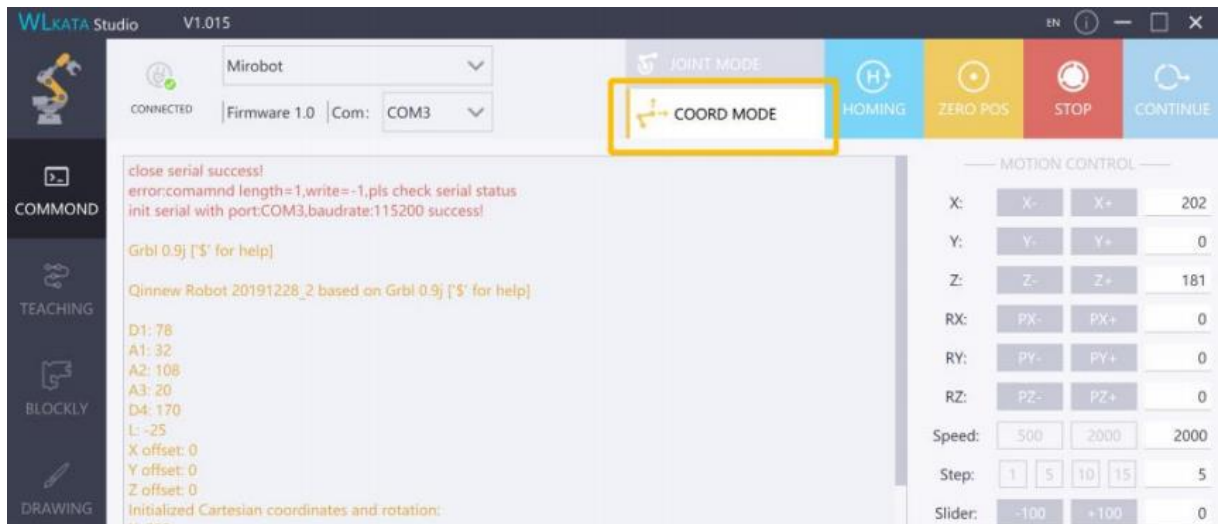 WLKATA Studio V1.015 EN
Mirobot
CONNECTED Firmware 1.0 Com: COM3
JOINT MODE
COORD MODE
HOMING ZERO POS STOP CONTINUE
COMMOND
TEACHING
BLOCKLY
DRAWING
close serial success!
error:comamnd length=1,write=-1,pls check serial status
init serial with port:COM3,baudrate:115200 success!
Grbl 0.9j ['$' for help]
Qinnew Robot 20191228_2 based on Grbl 0.9j ['$' for help]
D1: 78
A1: 32
A2: 108
A3: 20
D4: 170
L: -25
X offset: 0
Y offset: 0
Z offset: 0
Initialized Cartesian coordinates and rotation:
MOTION CONTROL
X: X- X+ 202
Y: Y- Y+ 0
Z: Z- Z+ 181
RX: PX- PX+ 0
RY: PY- PY+ 0
RZ: PZ- PZ+ 0
Speed: 500 2000 2000
Step: 1 5 10 15 5
Slider: -100 +100 0